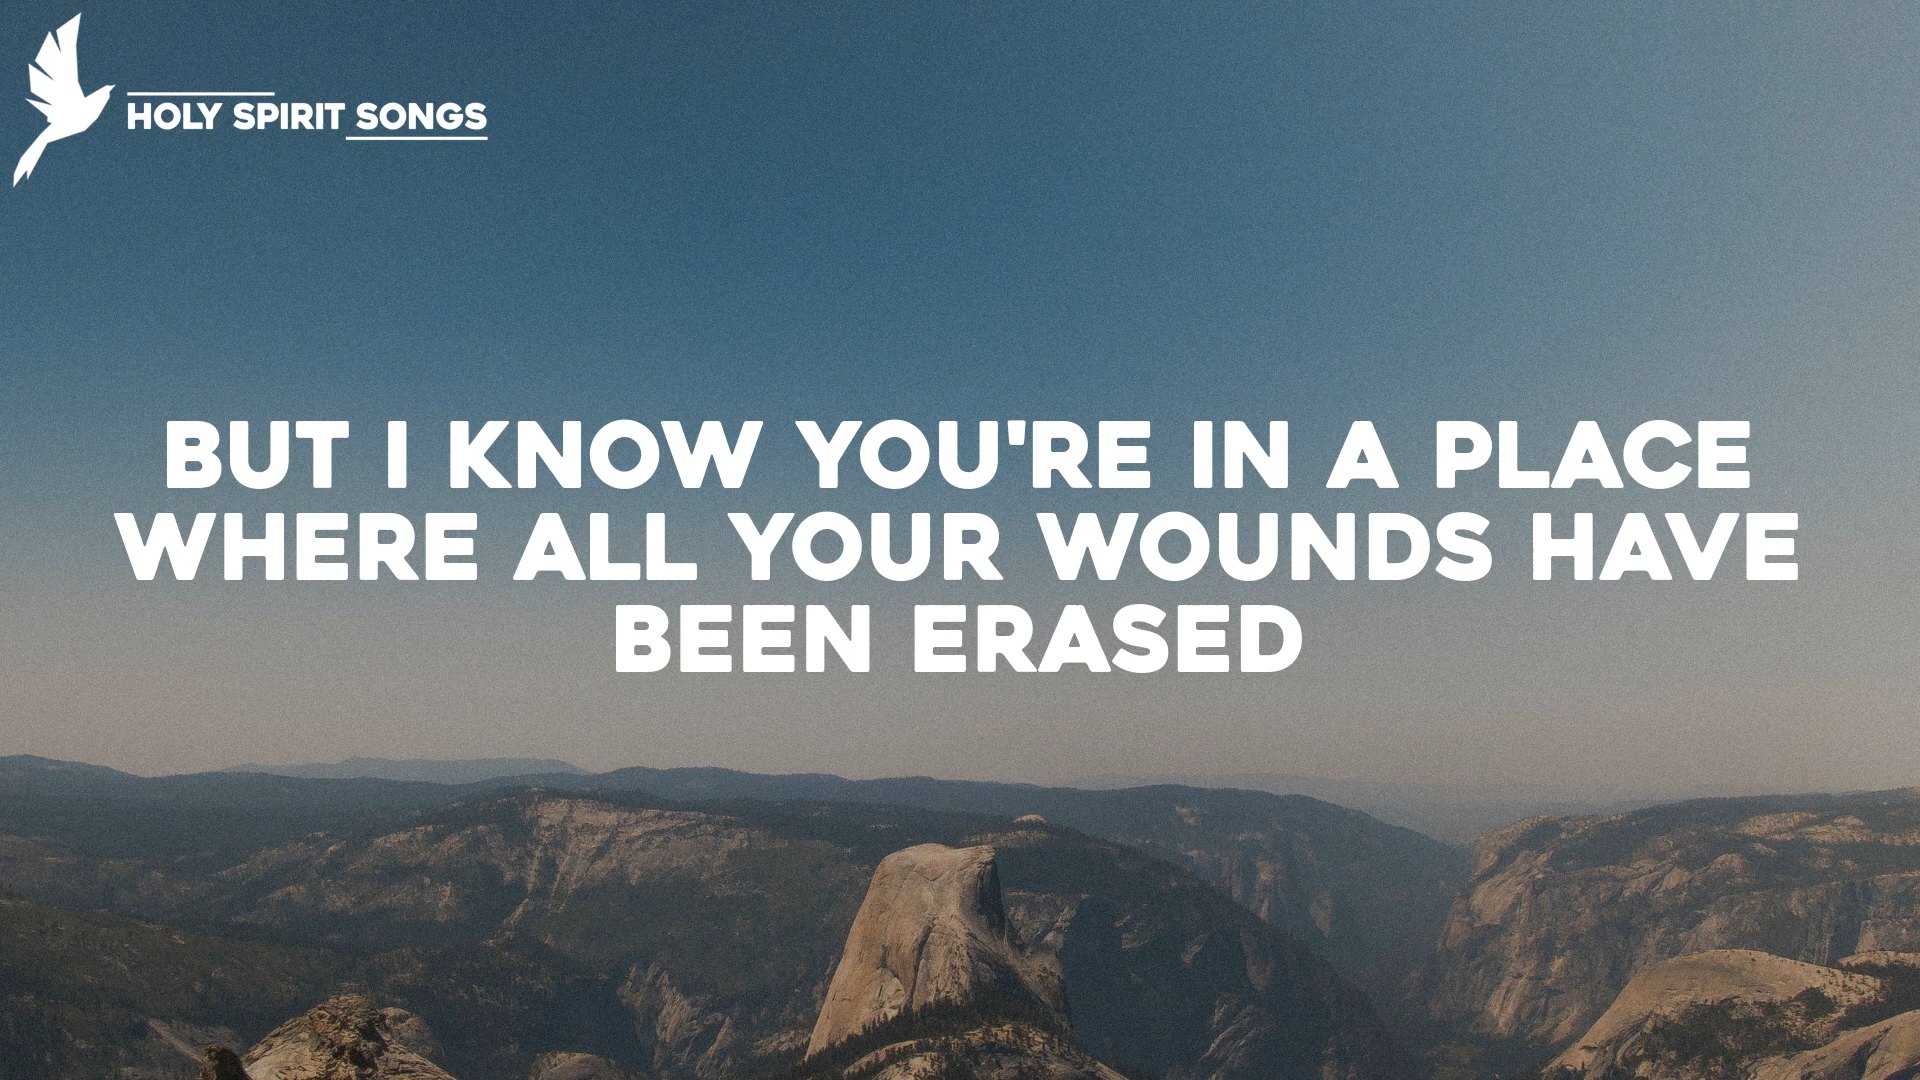 HOLY SPIRIT SONGS
BUT I KNOW YOU'RE IN A PLACE
WHERE ALL YOUR WOUNDS HAVE
BEEN ERASED